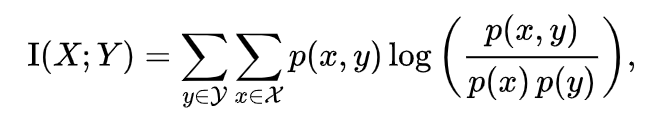 I(X;Y) = ∑_{y∈𝒴} ∑_{x∈𝒳} p(x, y) log ( p(x, y) / p(x) p(y) ),